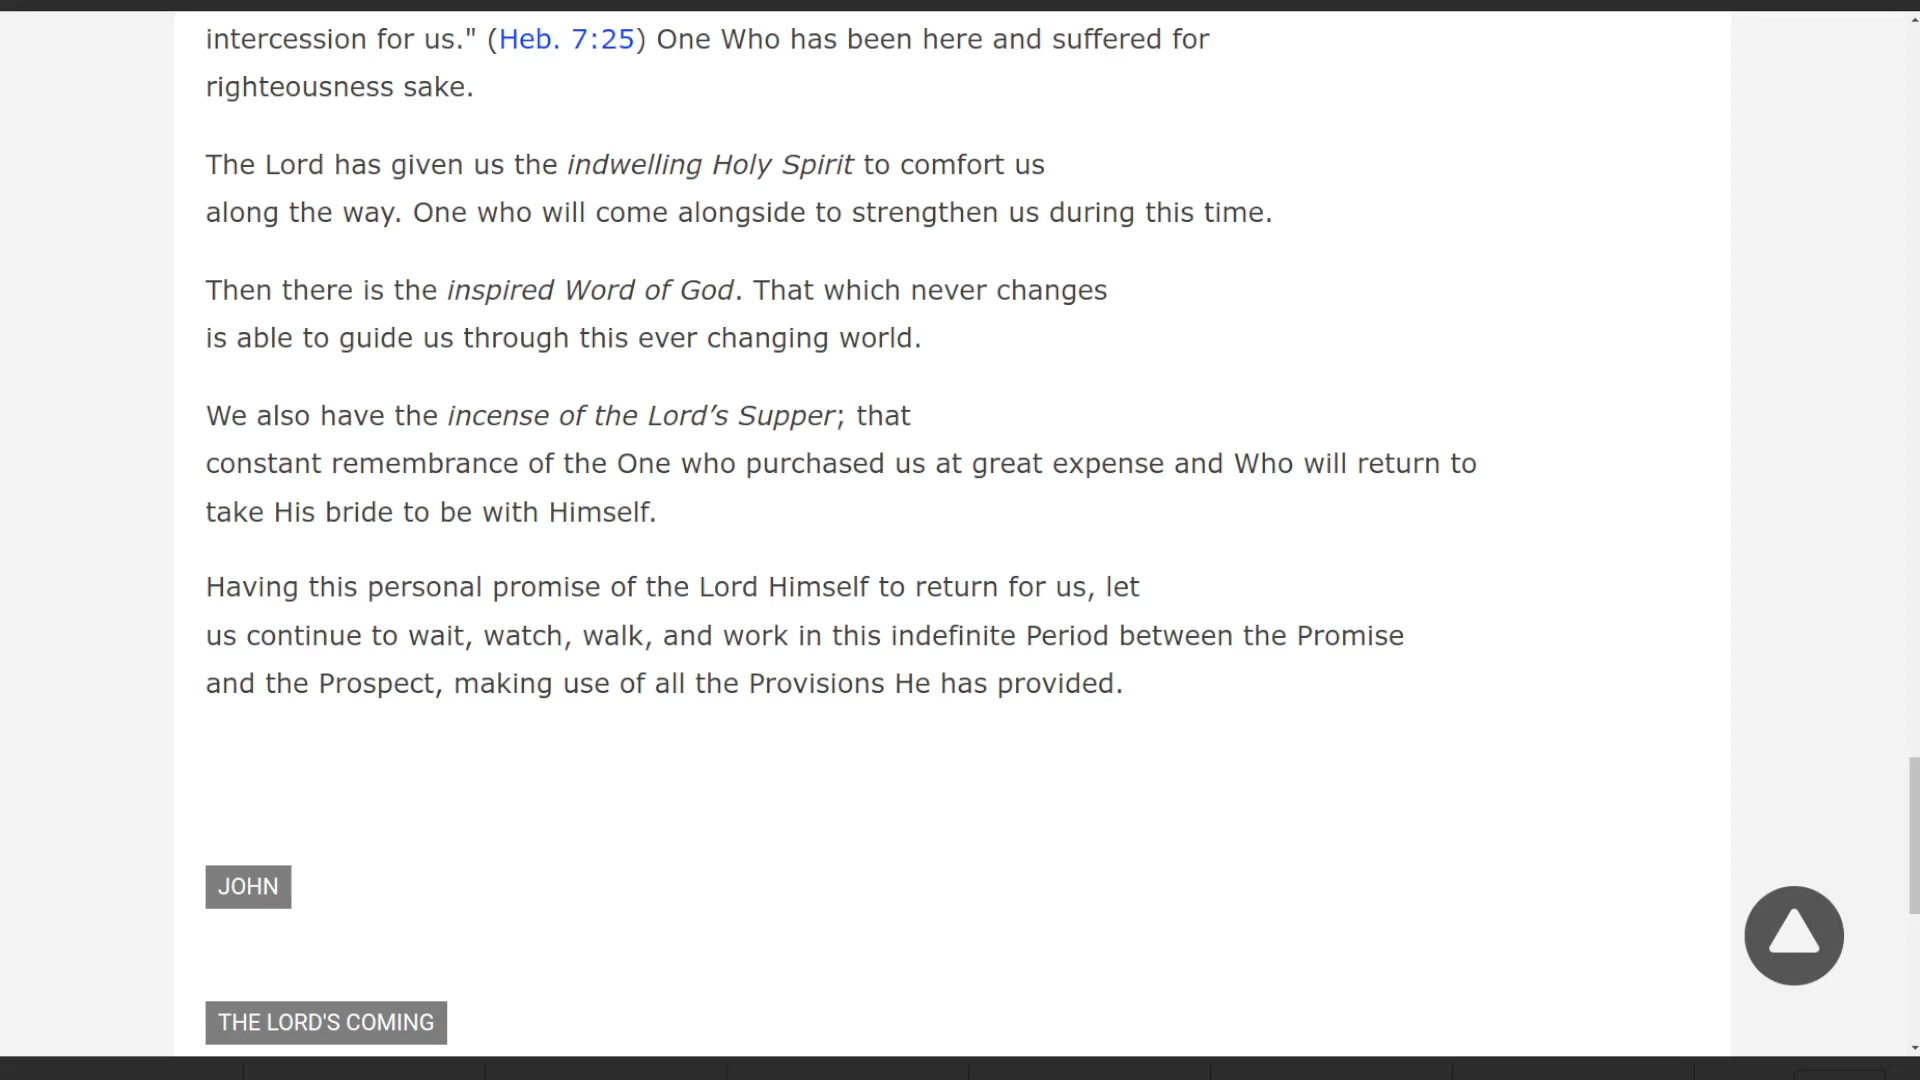 intercession for us." (Heb. 7:25) One Who has been here and suffered for
righteousness sake.
The Lord has given us the indwelling Holy Spirit to comfort us
along the way. One who will come alongside to strengthen us during this time.
Then there is the inspired Word of God. That which never changes
is able to guide us through this ever changing world.
We also have the incense of the Lord’s Supper; that
constant remembrance of the One who purchased us at great expense and Who will return to
take His bride to be with Himself.
Having this personal promise of the Lord Himself to return for us, let
us continue to wait, watch, walk, and work in this indefinite Period between the Promise
and the Prospect, making use of all the Provisions He has provided.
JOHN
THE LORD'S COMING